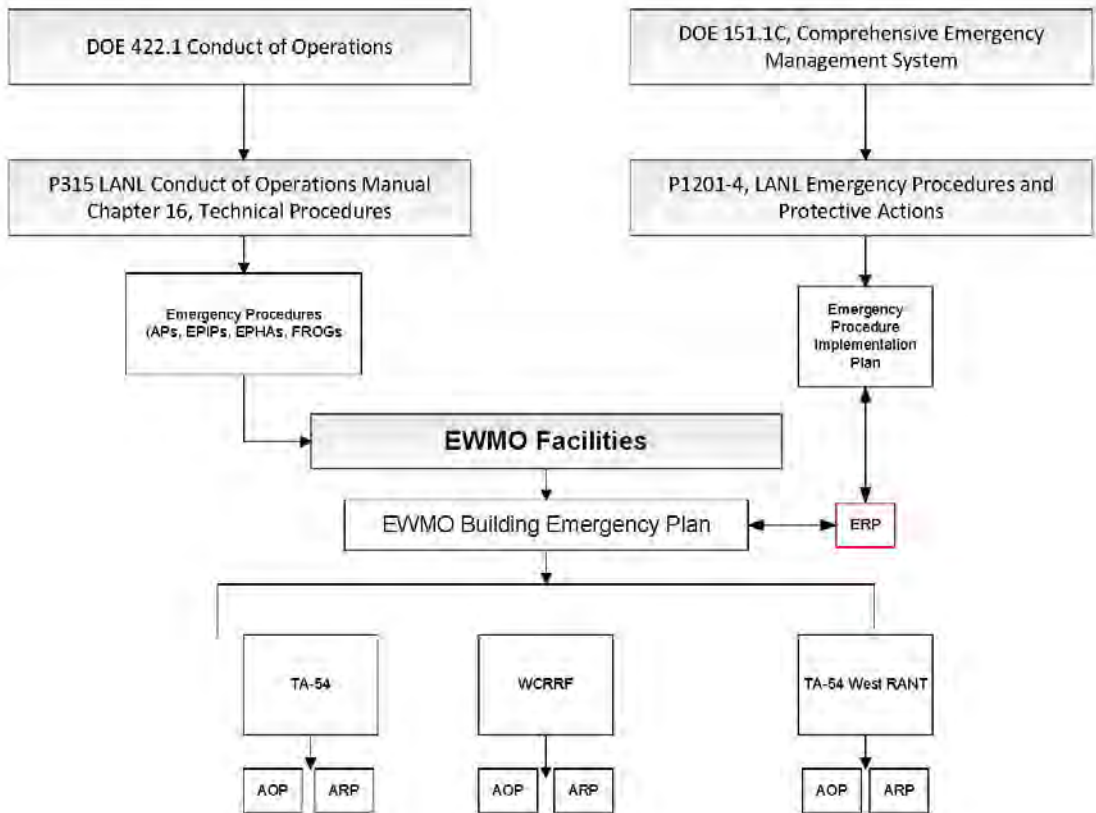 DOE 422.1 Conduct of Operations
DOE 151.1C, Comprehensive Emergency
Management System
P315 LANL Conduct of Operations Manual
Chapter 16, Technical Procedures
P1201-4, LANL Emergency Procedures and
Protective Actions
Emergency Procedures
(APs, EPIPs, EPHAs, FROGs
Emergency
Procedure
Implementation
Plan
EWMO Facilities
EWMO Building Emergency Plan
ERP
TA-54
WCRRF
TA-54 West RANT
AOP
ARP
AOP
ARP
AOP
ARP